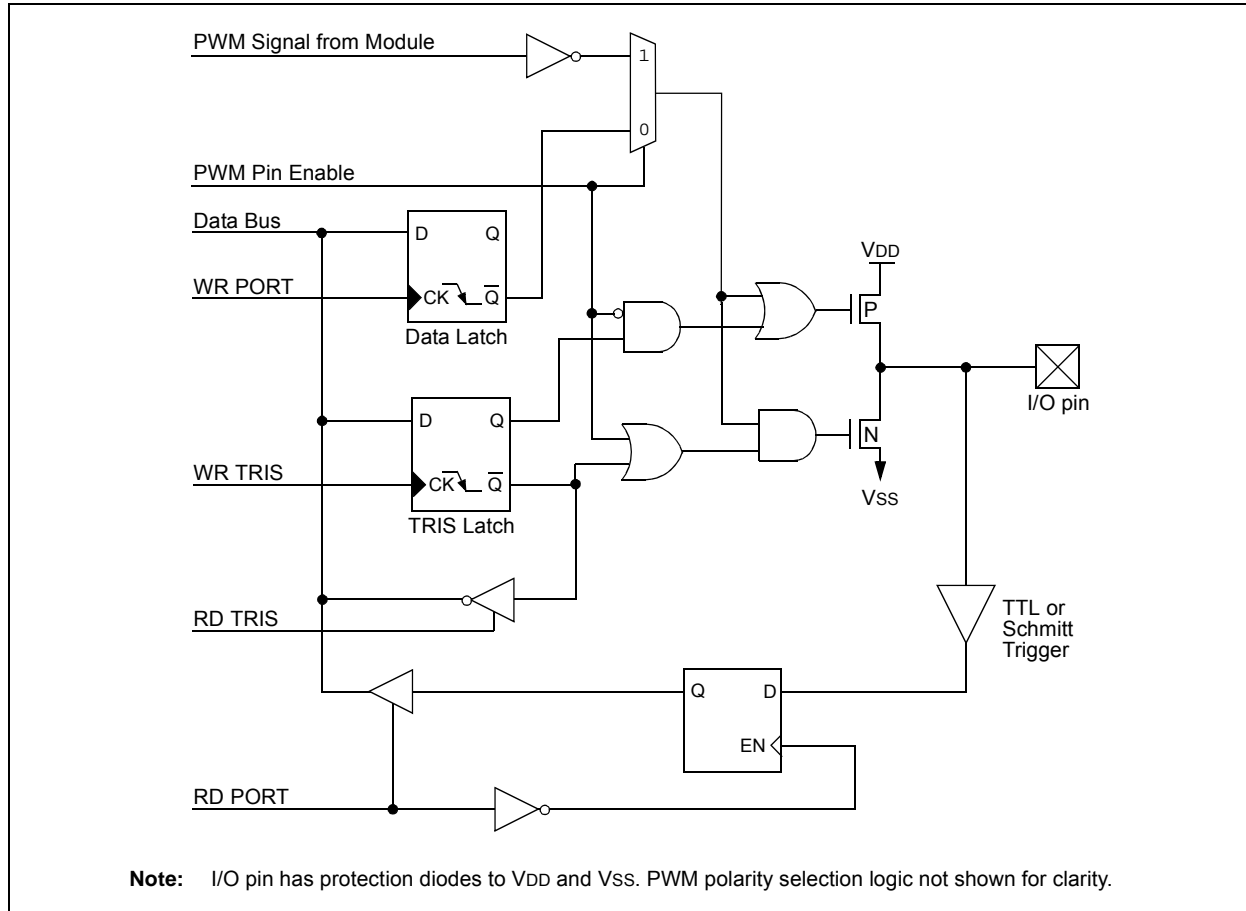 PWM Signal from Module
1
0
PWM Pin Enable
Data Bus
D Q
VDD
WR PORT
CK Q̅
P
Data Latch
I/O pin
D Q
N
WR TRIS
CK Q̅
VSS
TRIS Latch
TTL or
Schmitt
Trigger
RD TRIS
Q D
EN
RD PORT
Note: I/O pin has protection diodes to VDD and VSS. PWM polarity selection logic not shown for clarity.